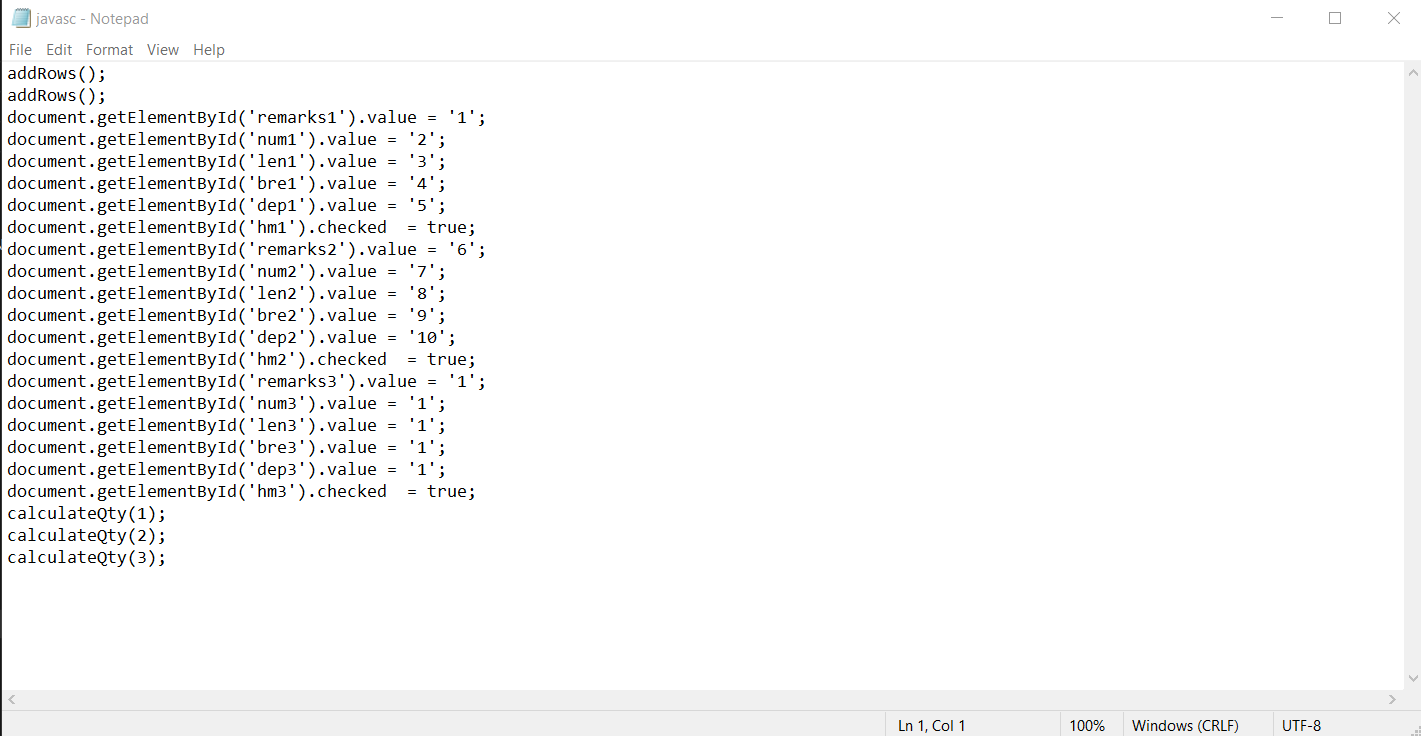 javasc - Notepad
File Edit Format View Help
addRows();
addRows();
document.getElementById('remarks1').value = '1';
document.getElementById('num1').value = '2';
document.getElementById('len1').value = '3';
document.getElementById('bre1').value = '4';
document.getElementById('dep1').value = '5';
document.getElementById('hm1').checked  = true;
document.getElementById('remarks2').value = '6';
document.getElementById('num2').value = '7';
document.getElementById('len2').value = '8';
document.getElementById('bre2').value = '9';
document.getElementById('dep2').value = '10';
document.getElementById('hm2').checked  = true;
document.getElementById('remarks3').value = '1';
document.getElementById('num3').value = '1';
document.getElementById('len3').value = '1';
document.getElementById('bre3').value = '1';
document.getElementById('dep3').value = '1';
document.getElementById('hm3').checked  = true;
calculateQty(1);
calculateQty(2);
calculateQty(3);
Ln 1, Col 1 100% Windows (CRLF) UTF-8